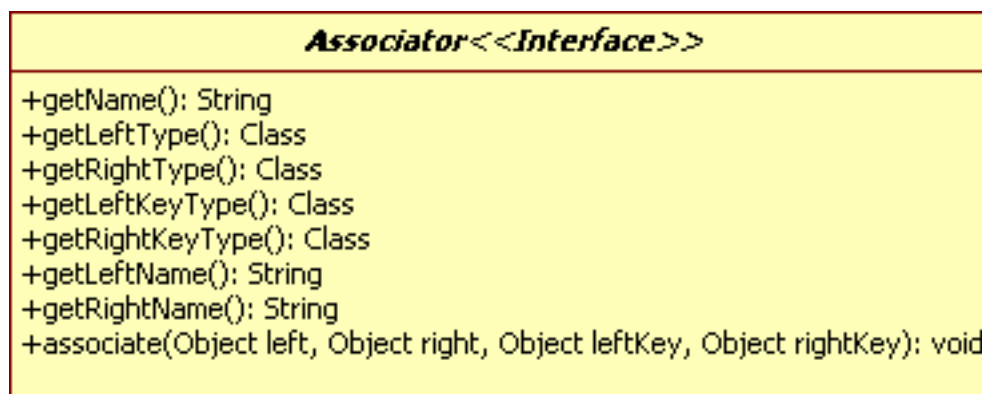 Associator<<Interface>>
+getName(): String
+getLeftType(): Class
+getRightType(): Class
+getLeftKeyType(): Class
+getRightKeyType(): Class
+getLeftName(): String
+getRightName(): String
+associate(Object left, Object right, Object leftKey, Object rightKey): void